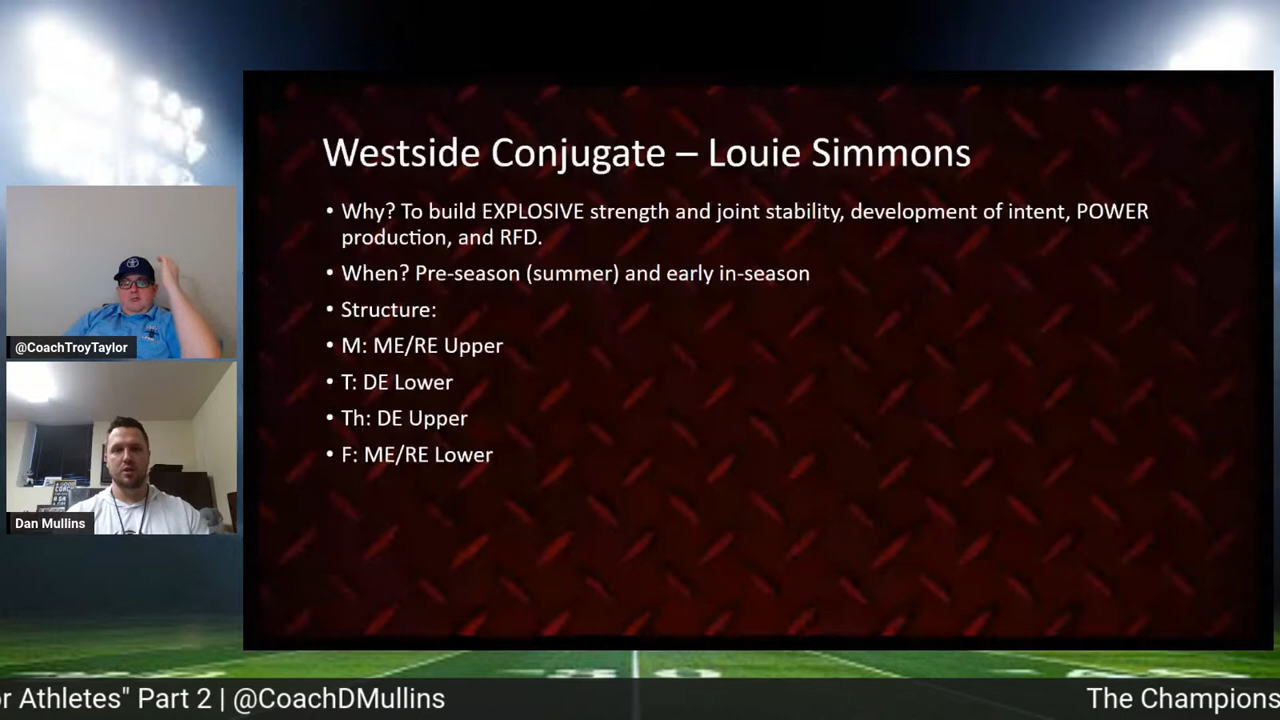 Westside Conjugate – Louie Simmons
• Why? To build EXPLOSIVE strength and joint stability, development of intent, POWER
production, and RFD.
• When? Pre-season (summer) and early in-season
• Structure:
• M: ME/RE Upper
• T: DE Lower
• Th: DE Upper
• F: ME/RE Lower
@CoachTroyTaylor
Dan Mullins
or Athletes" Part 2 | @CoachDMullins
The Champions